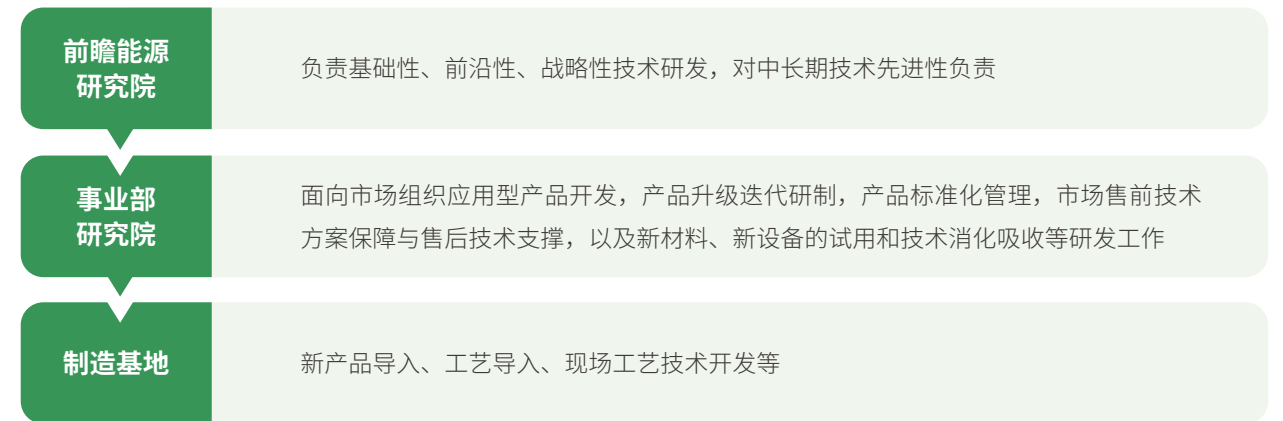 前瞻能源
研究院
负责基础性、前沿性、战略性技术研发，对中长期技术先进性负责
事业部
研究院
面向市场组织应用型产品开发，产品升级迭代研制，产品标准化管理，市场售前技术
方案保障与售后技术支撑，以及新材料、新设备的试用和技术消化吸收等研发工作
制造基地
新产品导入、工艺导入、现场工艺技术开发等